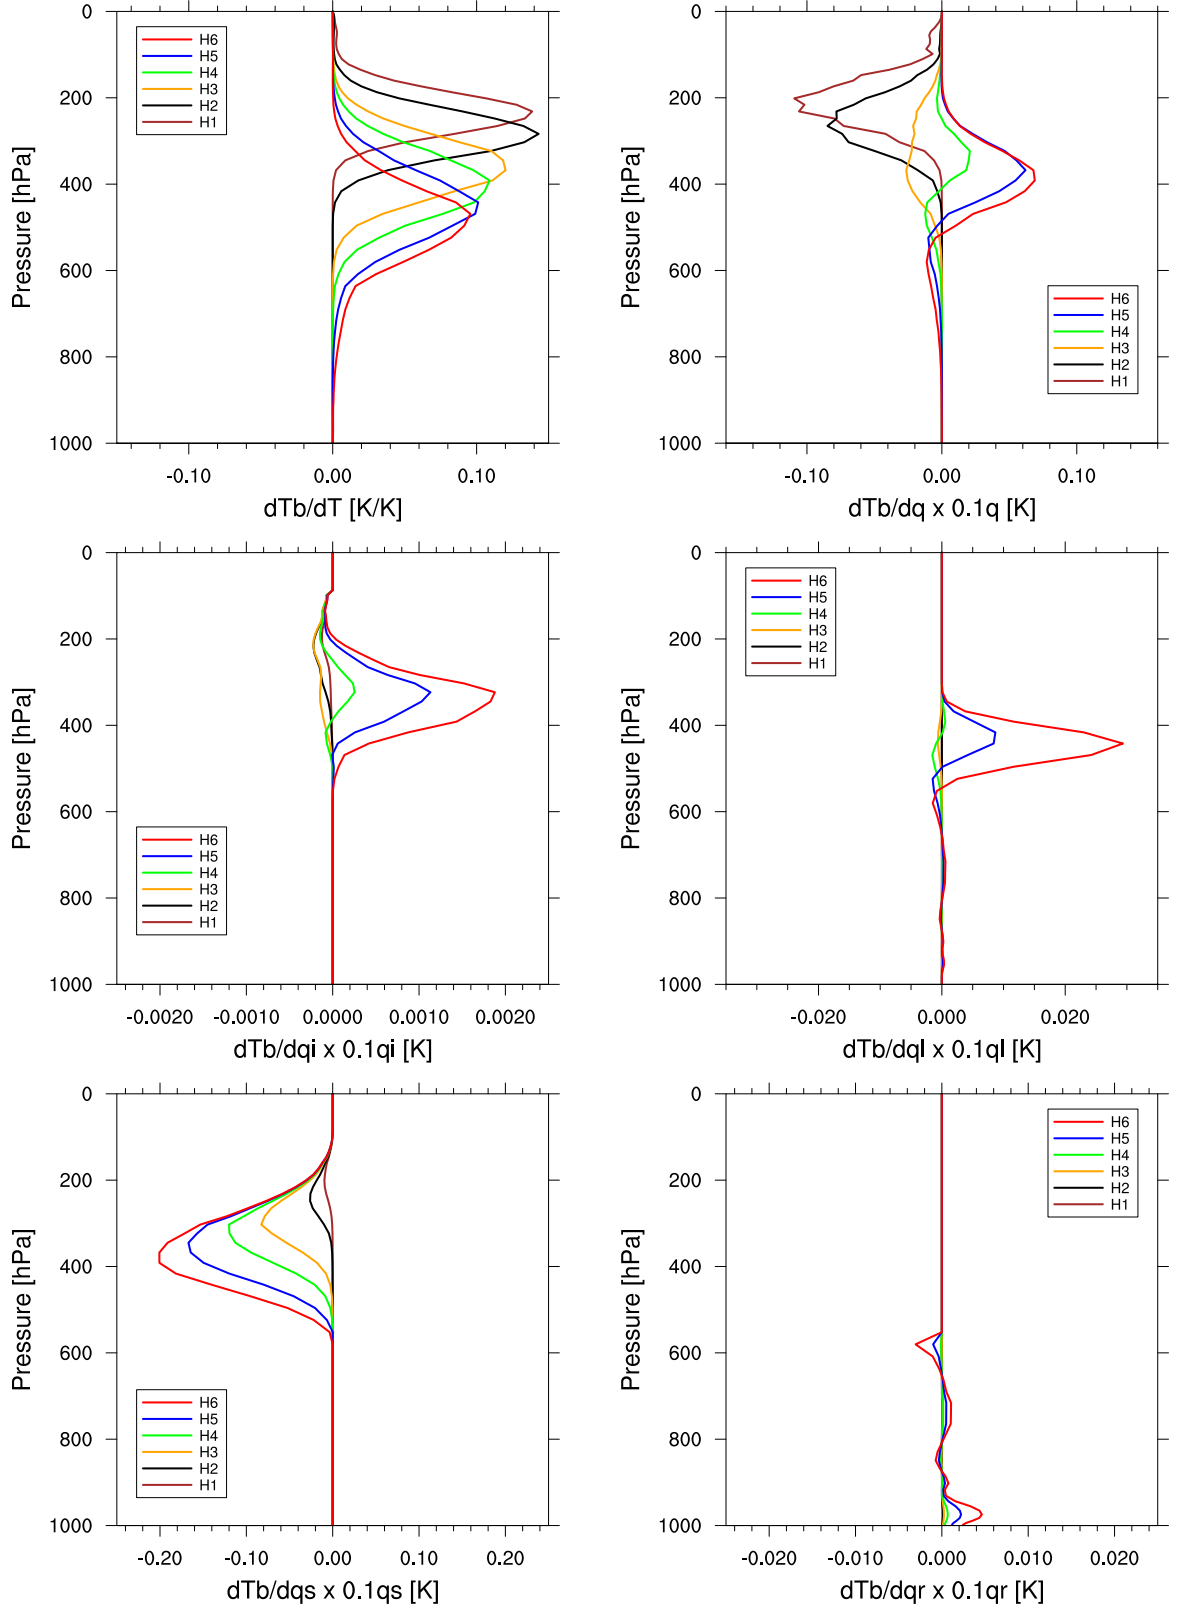 0
200
400
600
800
1000
Pressure [hPa]
-0.10
0.00
0.10
dTb/dT [K/K]
H6
H5
H4
H3
H2
H1
0
200
400
600
800
1000
Pressure [hPa]
-0.10
0.00
0.10
dTb/dq x 0.1q [K]
H6
H5
H4
H3
H2
H1
0
200
400
600
800
1000
Pressure [hPa]
-0.0020
-0.0010
0.0000
0.0010
0.0020
dTb/dqi x 0.1qi [K]
H6
H5
H4
H3
H2
H1
0
200
400
600
800
1000
Pressure [hPa]
-0.020
0.000
0.020
dTb/dql x 0.1ql [K]
H6
H5
H4
H3
H2
H1
0
200
400
600
800
1000
Pressure [hPa]
-0.20
-0.10
0.00
0.10
0.20
dTb/dqs x 0.1qs [K]
H6
H5
H4
H3
H2
H1
0
200
400
600
800
1000
Pressure [hPa]
-0.020
-0.010
0.000
0.010
0.020
dTb/dqr x 0.1qr [K]
H6
H5
H4
H3
H2
H1